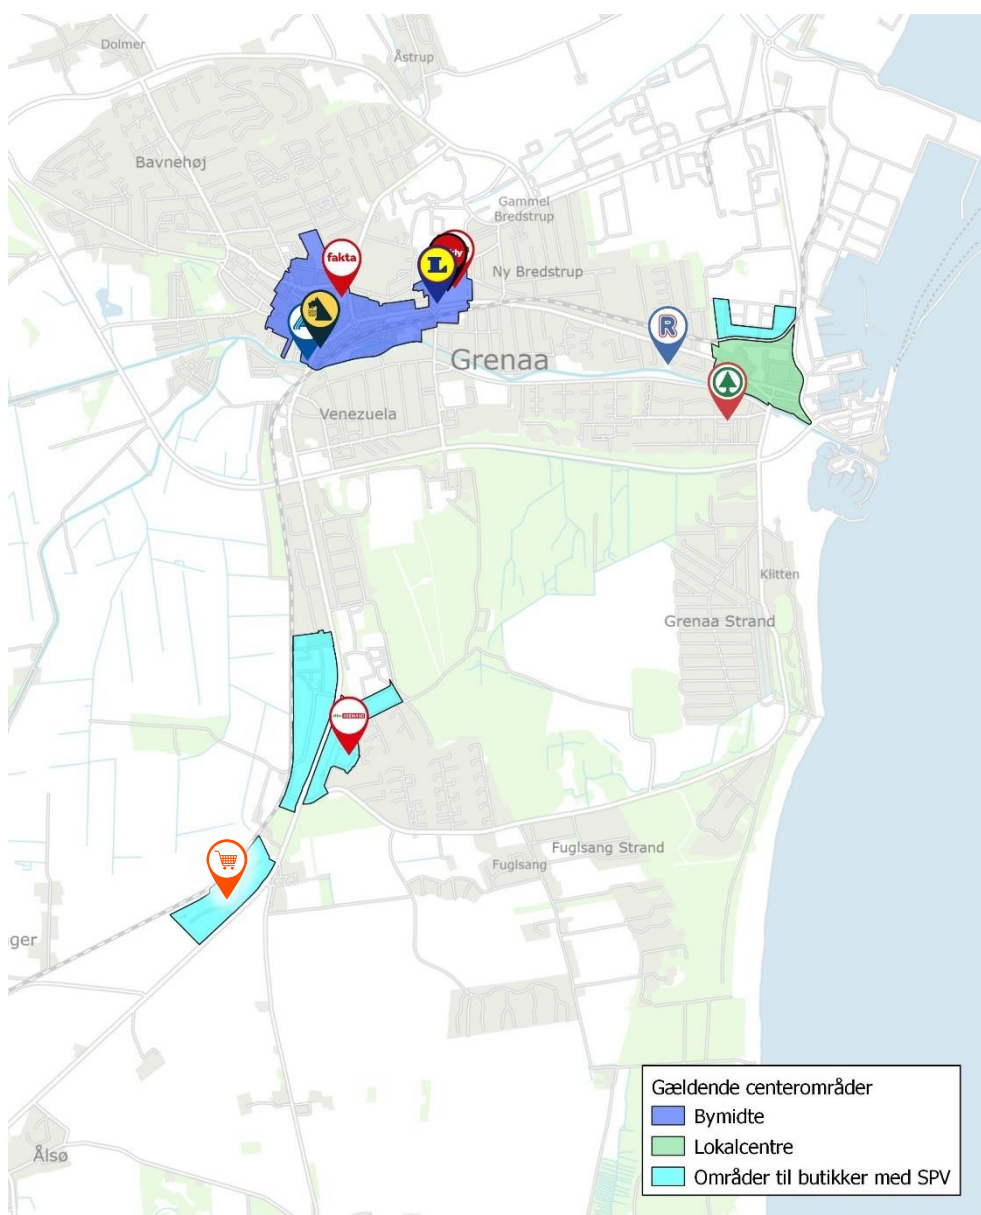 Dolmer
Åstrup
Bavnehøj
Gammel
Bredstrup
fakta
L
Ny Bredstrup
R
Grenaa
Venezuela
Klitten
Grenaa Strand
Fuglsang Strand
Fuglsang
ger
Ålsø
Gældende centerområder
Bymidte
Lokalcentre
Områder til butikker med SPV